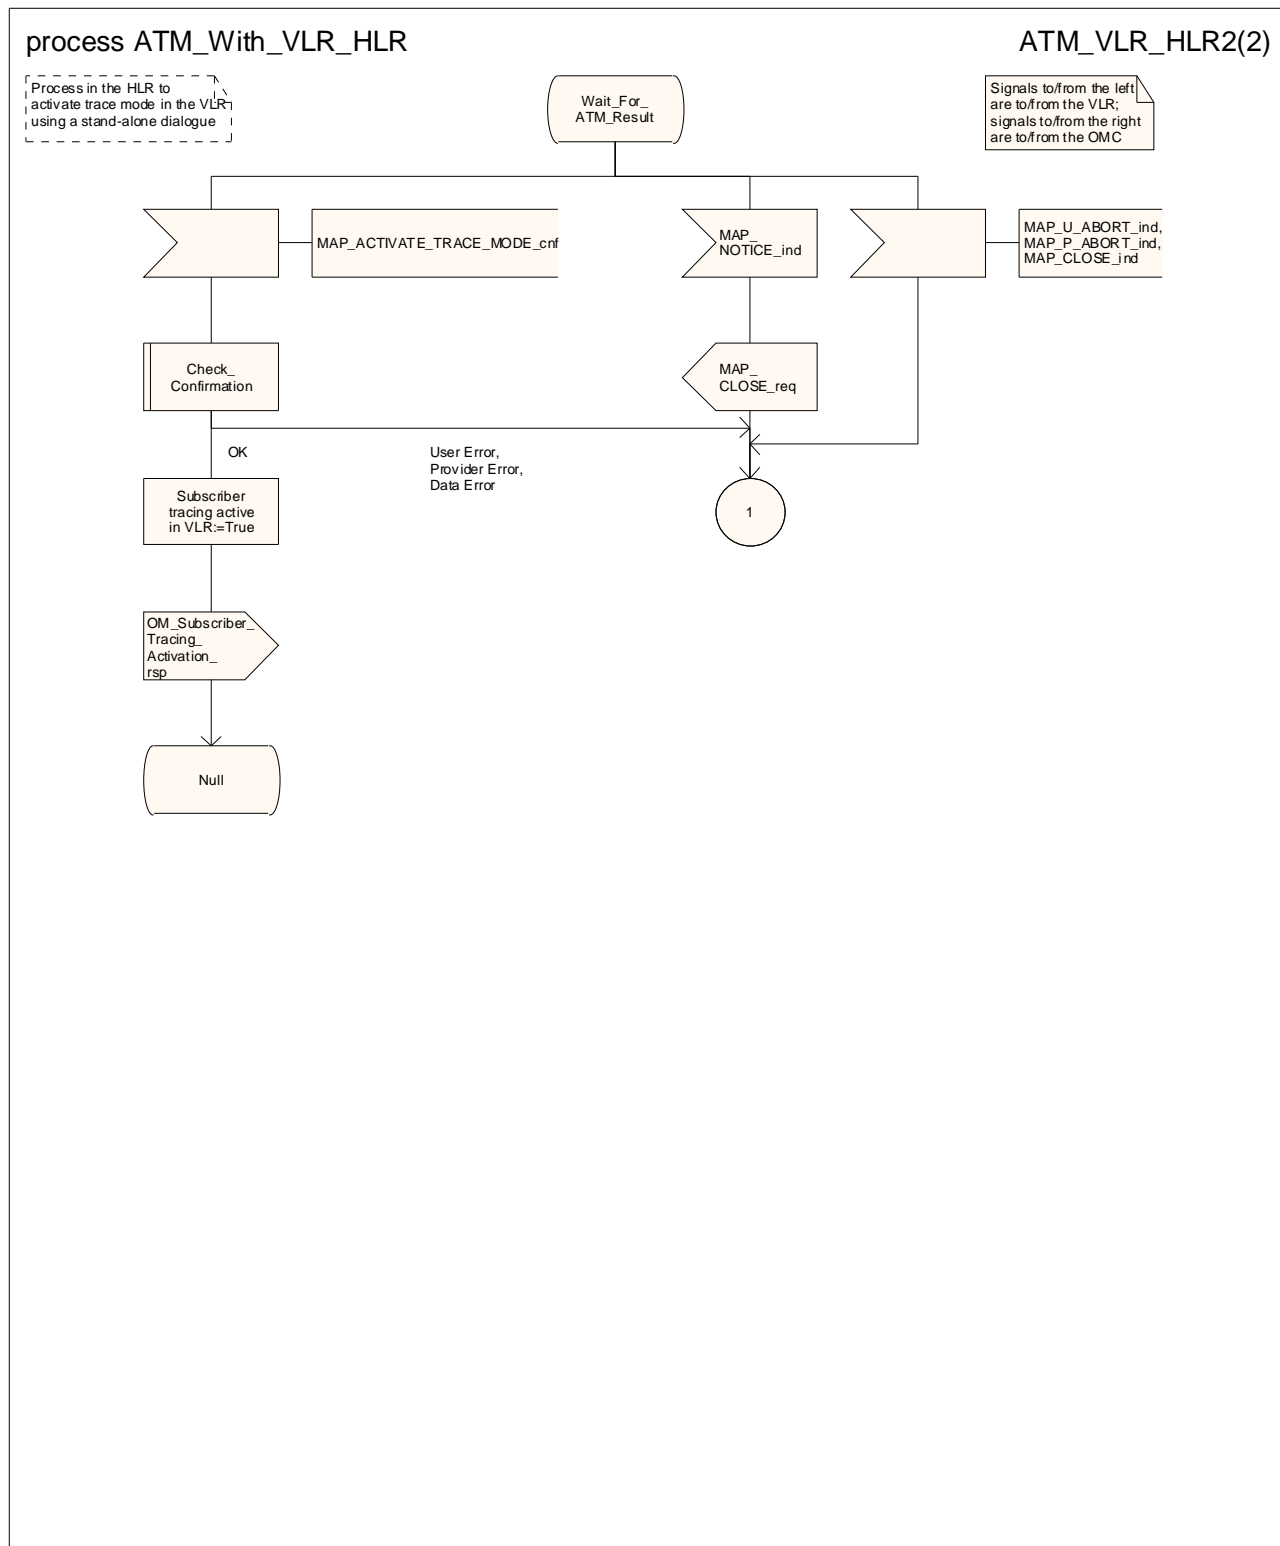 process ATM_With_VLR_HLR
ATM_VLR_HLR2(2)
Process in the HLR to
activate trace mode in the VLR
using a stand-alone dialogue
Wait_For_
ATM_Result
Signals to/from the left
are to/from the VLR;
signals to/from the right
are to/from the OMC
MAP_ACTIVATE_TRACE_MODE_cnf
MAP_
NOTICE_ind
MAP_U_ABORT_ind,
MAP_P_ABORT_ind,
MAP_CLOSE_ind
Check_
Confirmation
MAP_
CLOSE_req
OK
User Error,
Provider Error,
Data Error
Subscriber
tracing active
in VLR:=True
1
OM_Subscriber_
Tracing_
Activation_
rsp
Null